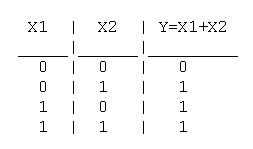 X1 | X2 | Y=X1+X2
0 | 0 | 0
0 | 1 | 1
1 | 0 | 1
1 | 1 | 1